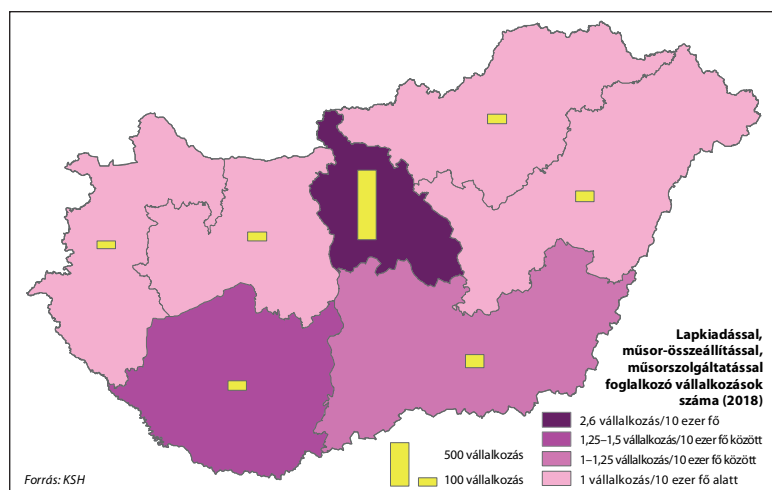 Lapkiadással,
műsor-összeállítással,
műsorszolgáltatással
foglalkozó vállalkozások
száma (2018)
2,6 vállalkozás/10 ezer fő
1,25–1,5 vállalkozás/10 ezer fő között
1–1,25 vállalkozás/10 ezer fő között
1 vállalkozás/10 ezer fő alatt
500 vállalkozás
100 vállalkozás
Forrás: KSH